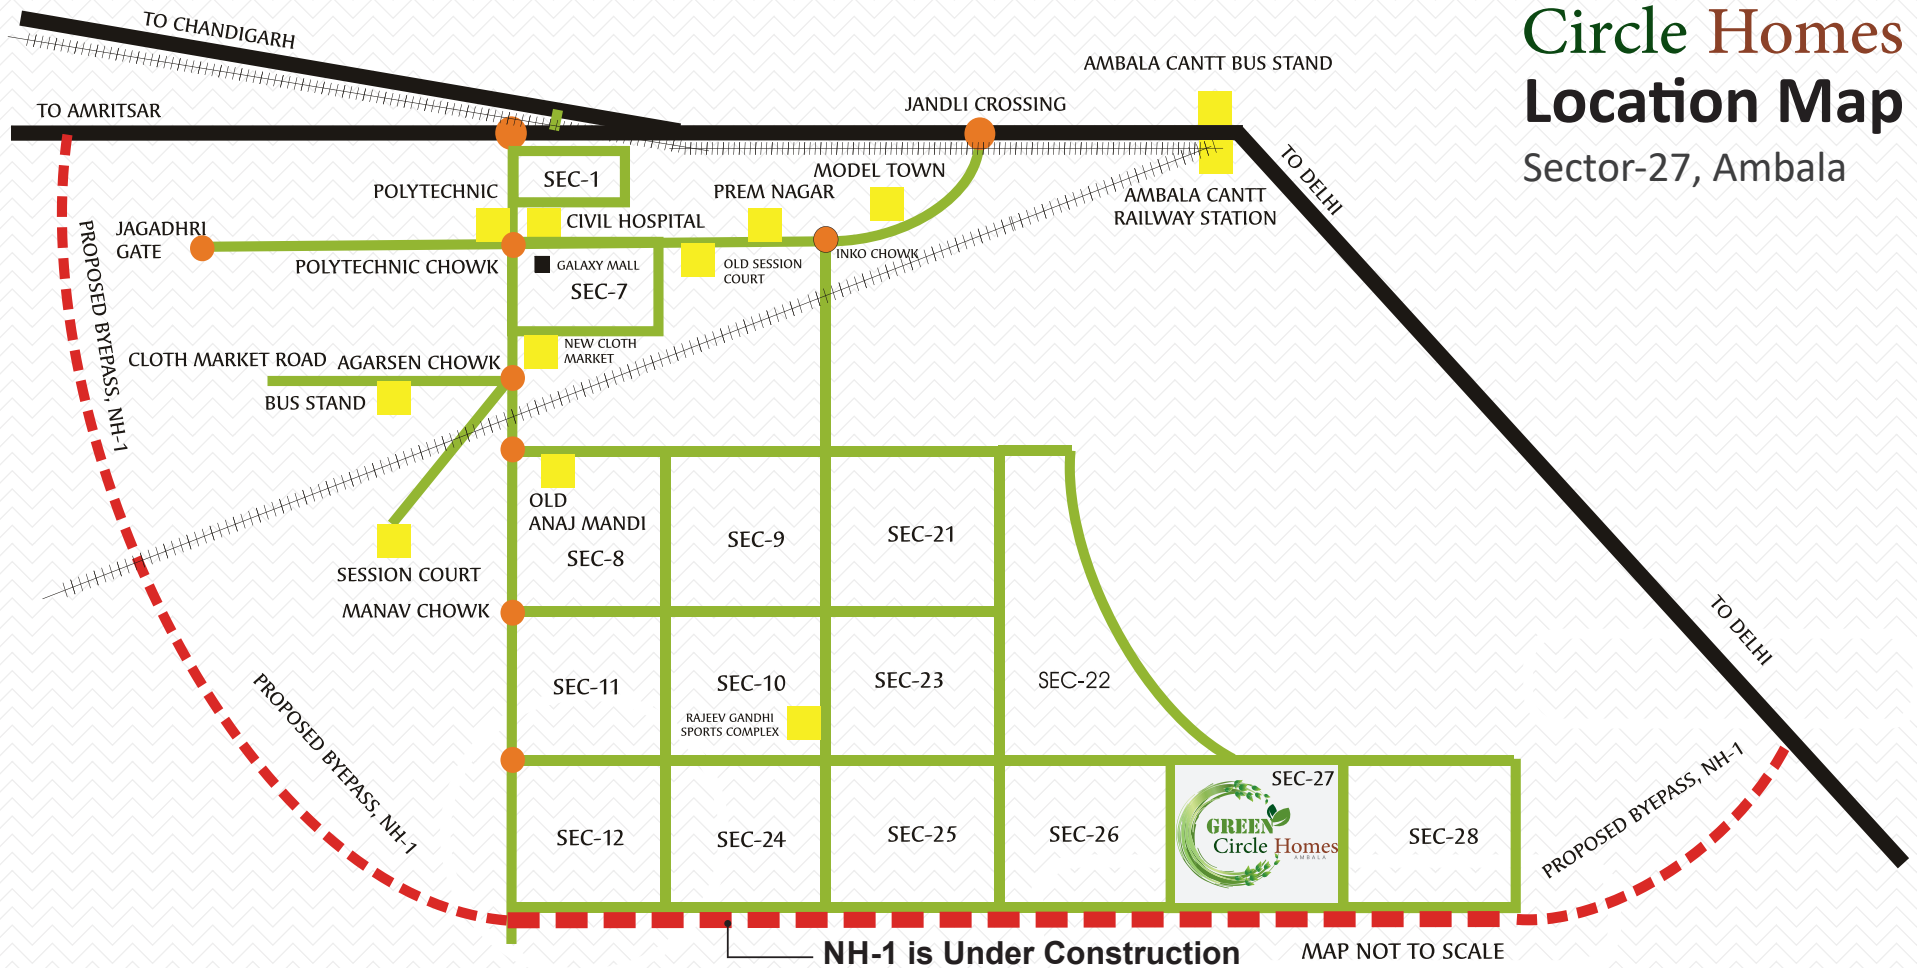 Circle Homes
Location Map
Sector-27, Ambala
TO CHANDIGARH
TO AMRITSAR
AMBALA CANTT BUS STAND
JANDLI CROSSING
TO DELHI
SEC-1
MODEL TOWN
POLYTECHNIC
PREM NAGAR
AMBALA CANTT
RAILWAY STATION
CIVIL HOSPITAL
JAGADHRI
GATE
PROPOSED BYEPASS, NH-1
POLYTECHNIC CHOWK
GALAXY MALL
OLD SESSION
COURT
INKO CHOWK
SEC-7
NEW CLOTH
MARKET
CLOTH MARKET ROAD
AGARSEN CHOWK
BUS STAND
OLD
ANAJ MANDI
SEC-8
SEC-9
SEC-21
SESSION COURT
MANAV CHOWK
TO DELHI
SEC-11
SEC-10
SEC-23
SEC-22
RAJEEV GANDHI
SPORTS COMPLEX
PROPOSED BYEPASS, NH-1
SEC-27
GREEN
Circle Homes
AMBALA
SEC-12
SEC-24
SEC-25
SEC-26
SEC-28
PROPOSED BYEPASS, NH-1
NH-1 is Under Construction
MAP NOT TO SCALE